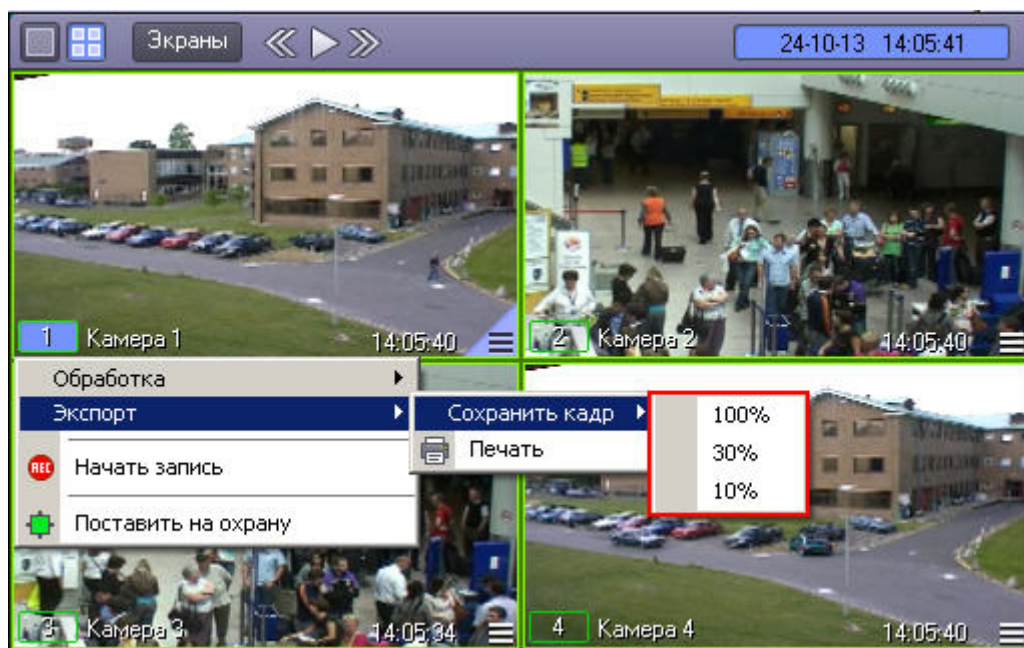 Экраны
24-10-13 14:05:41
1 Камера 1 14:05:40
2 Камера 2 14:05:40
Обработка
Экспорт
Сохранить кадр
100%
Печать
30%
10%
REC Начать запись
Поставить на охрану
3 Камера 3 14:05:34
4 Камера 4 14:05:40